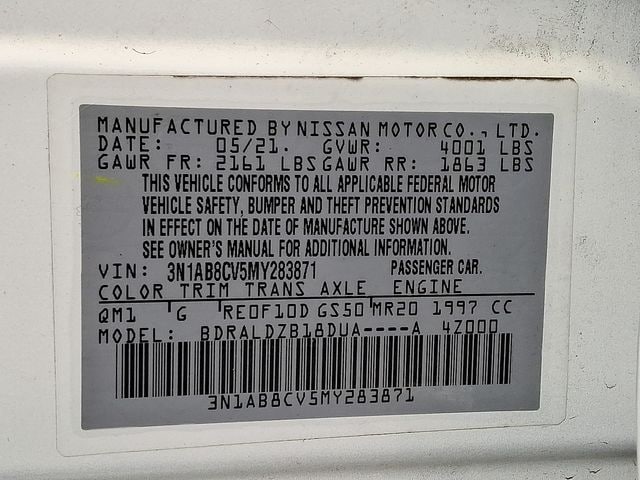 MANUFACTURED BY NISSAN MOTOR CO., LTD.
DATE: 05/21. GVWR: 4001 LBS
GAWR FR: 2161 LBS GAWR RR: 1863 LBS
THIS VEHICLE CONFORMS TO ALL APPLICABLE FEDERAL MOTOR
VEHICLE SAFETY, BUMPER AND THEFT PREVENTION STANDARDS
IN EFFECT ON THE DATE OF MANUFACTURE SHOWN ABOVE.
SEE OWNER'S MANUAL FOR ADDITIONAL INFORMATION.
VIN: 3N1AB8CV5MY283871 PASSENGER CAR.
COLOR TRIM TRANS AXLE ENGINE
QM1 G RE0F10D GS50 MR20 1997 CC
MODEL: BDRALDZB18DUA----A 4Z000
3N1AB8CV5MY283871